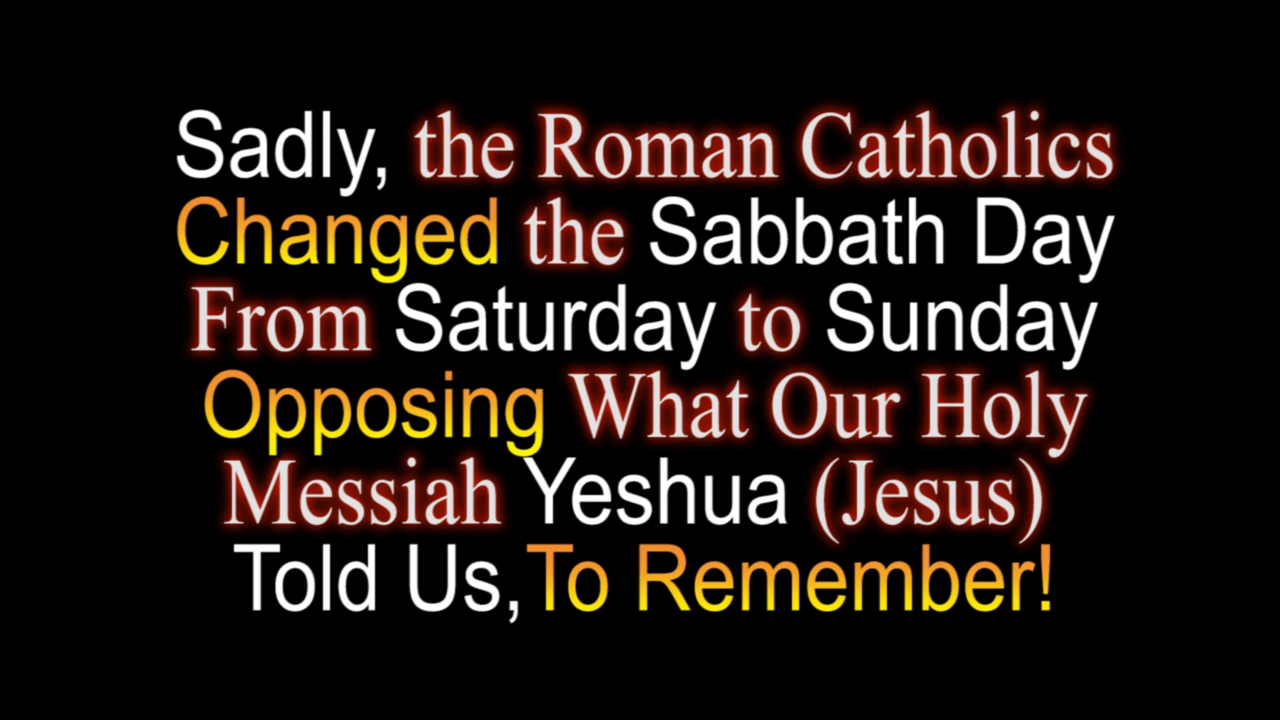 Sadly, the Roman Catholics
Changed the Sabbath Day
From Saturday to Sunday
Opposing What Our Holy
Messiah Yeshua (Jesus)
Told Us,To Remember!